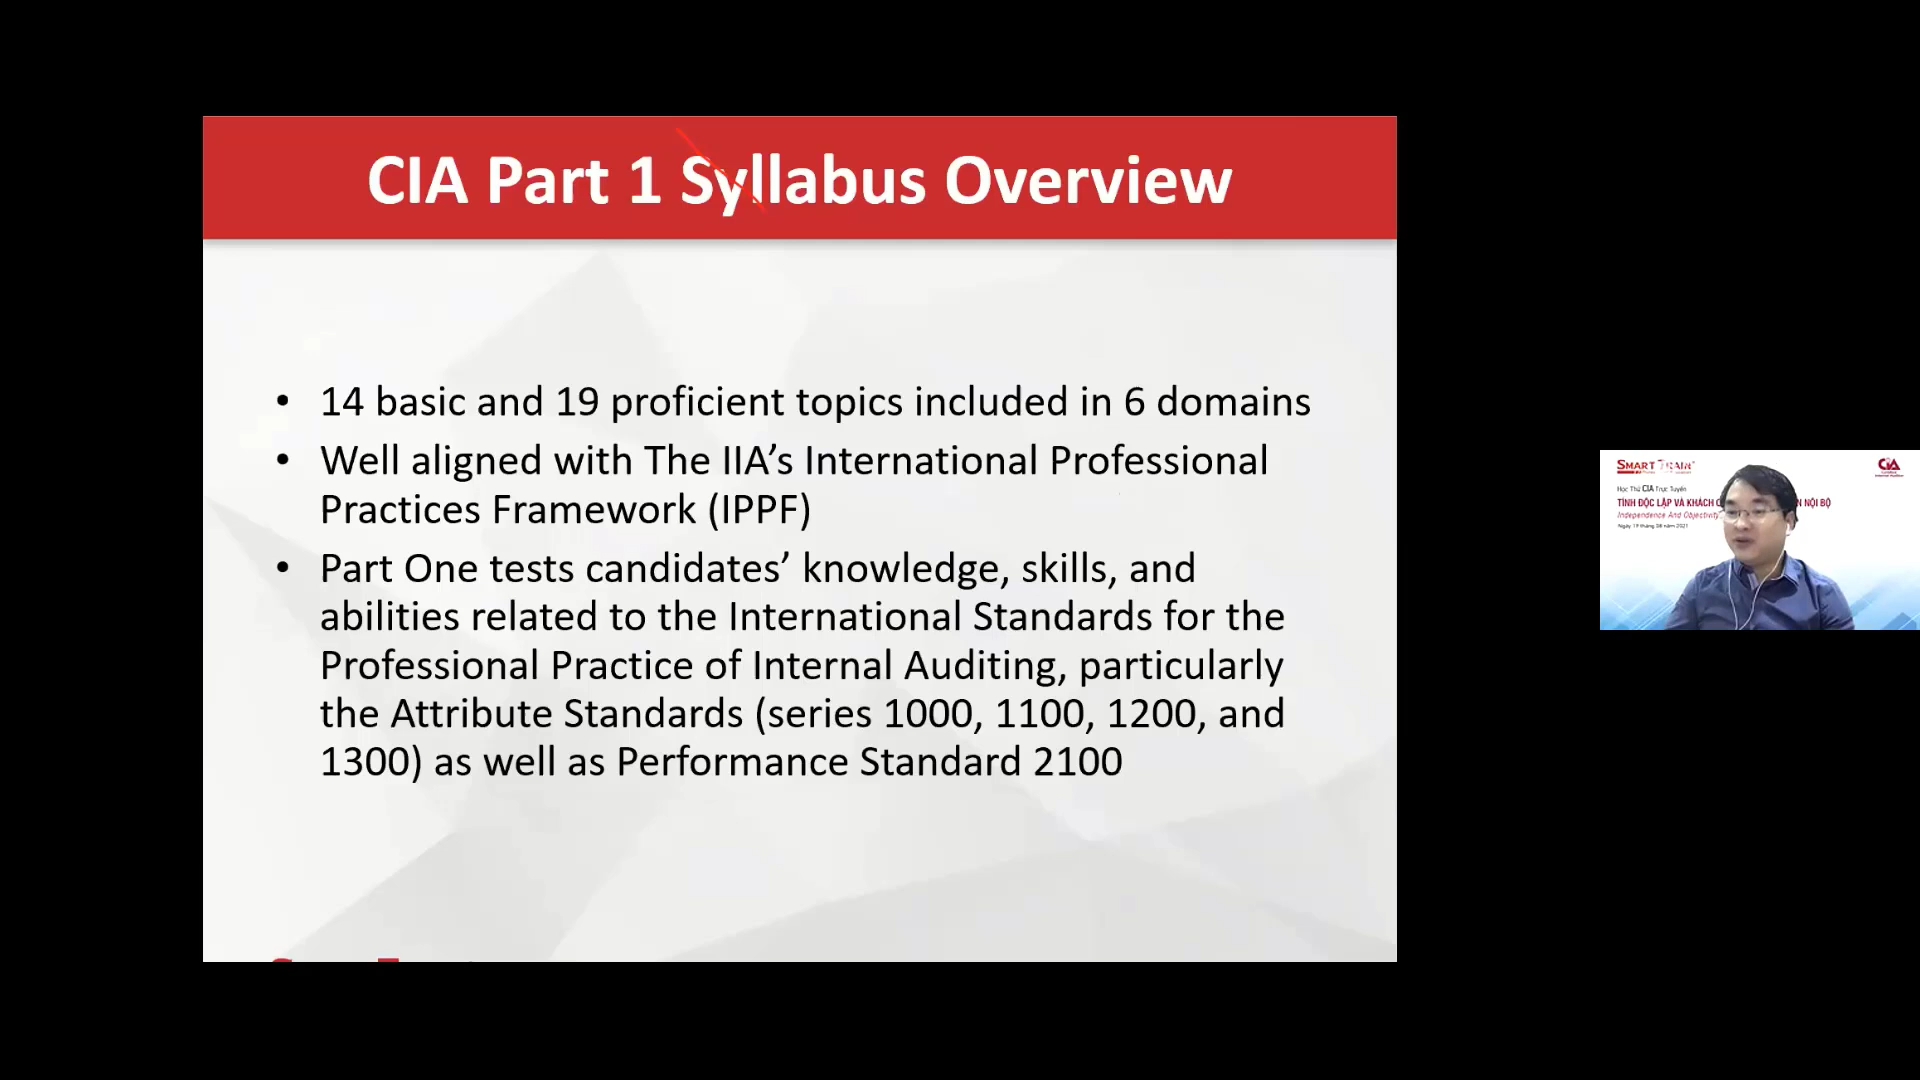 CIA Part 1 Syllabus Overview
• 14 basic and 19 proficient topics included in 6 domains
• Well aligned with The IIA’s International Professional
Practices Framework (IPPF)
• Part One tests candidates’ knowledge, skills, and
abilities related to the International Standards for the
Professional Practice of Internal Auditing, particularly
the Attribute Standards (series 1000, 1100, 1200, and
1300) as well as Performance Standard 2100
SMART TRAIN
CIA
Học Thử CIA Trực Tuyến
TÍNH ĐỘC LẬP VÀ KHÁCH NỘI BỘ
Independence And Objectivity
Ngày 19 tháng 08 năm 2021